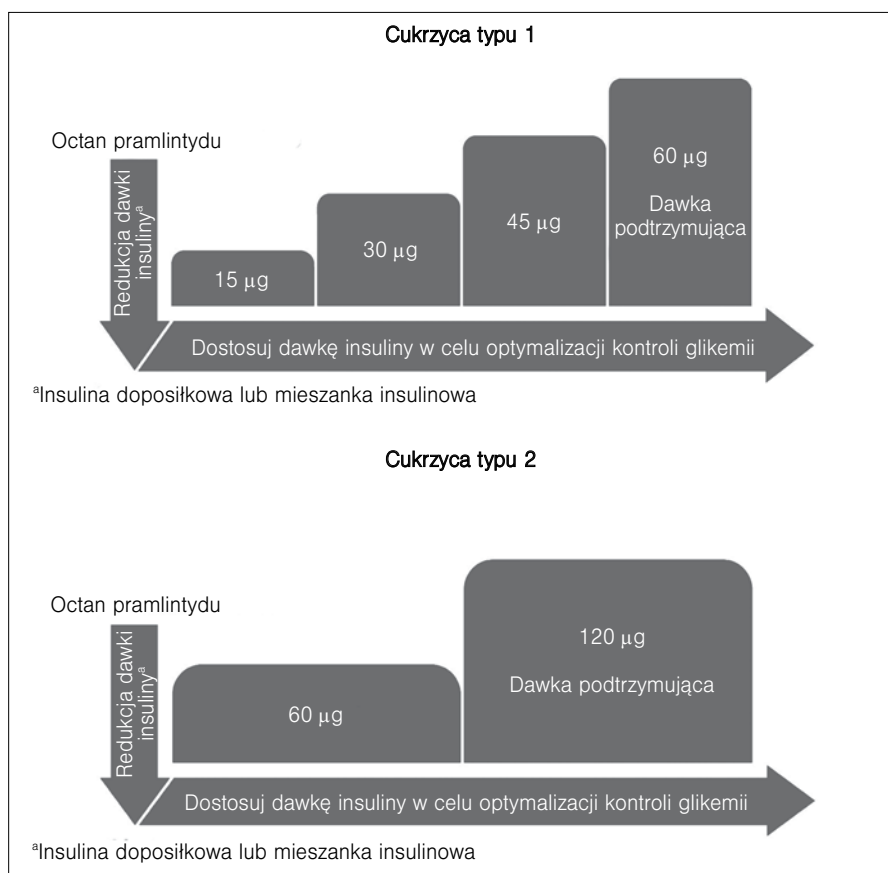 Cukrzyca typu 1
Octan pramlintydu
Redukcja dawki
insulinyᵃ
15 µg
30 µg
45 µg
60 µg
Dawka
podtrzymująca
Dostosuj dawkę insuliny w celu optymalizacji kontroli glikemii
ᵃInsulina doposiłkowa lub mieszanka insulinowa
Cukrzyca typu 2
Octan pramlintydu
Redukcja dawki
insulinyᵃ
60 µg
120 µg
Dawka podtrzymująca
Dostosuj dawkę insuliny w celu optymalizacji kontroli glikemii
ᵃInsulina doposiłkowa lub mieszanka insulinowa